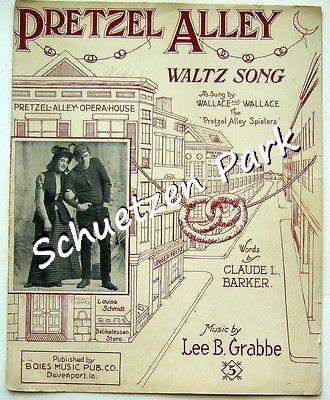 PRETZEL ALLEY
WALTZ SONG
As Sung by
WALLACE AND WALLACE
The
"Pretzel Alley Spielers"
PRETZEL-ALLEY-OPERA-HOUSE
Schuetzen Park
Words
by
CLAUDE L.
BARKER.
Louise
Schmidt
Delikatessen
Store.
Music by
Lee B. Grabbe
5
Published by
BOIES MUSIC PUB. CO.
Davenport, Ia.